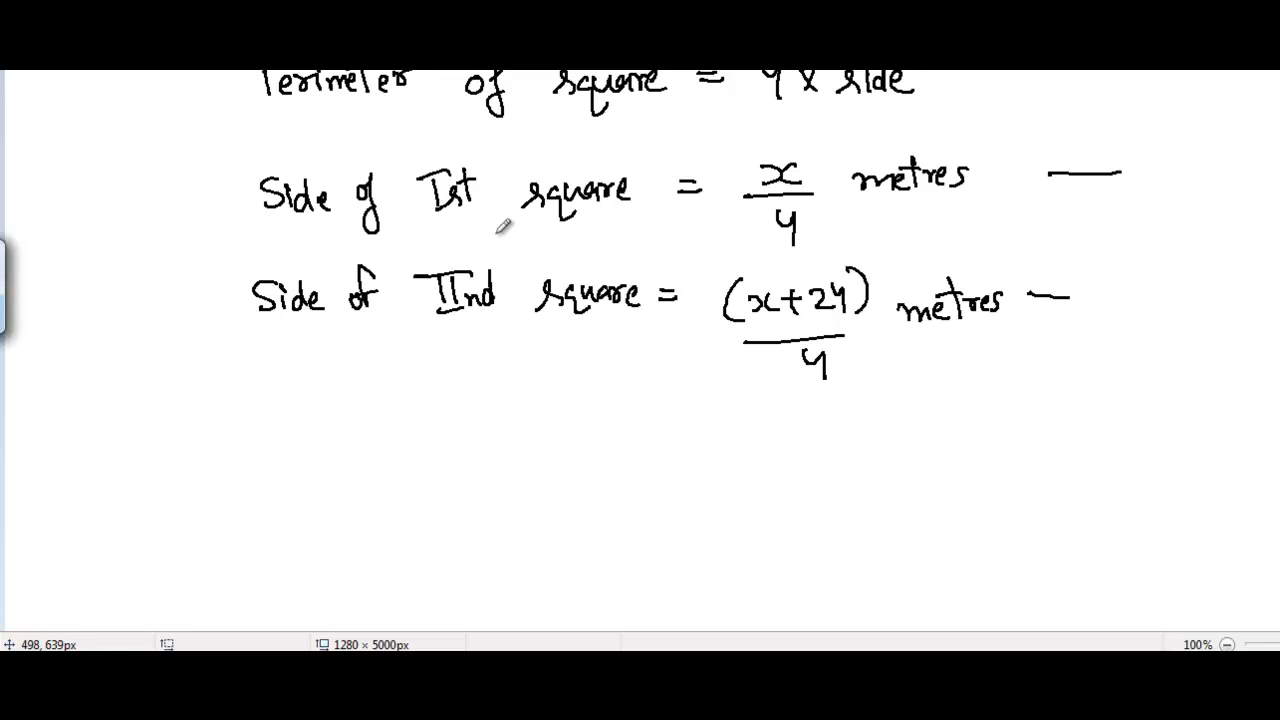 Perimeter of square = 4 x side
Side of Ist square = x/4 metres —
Side of IInd square = (x+24)/4 metres —
498, 639px
1280 × 5000px
100%